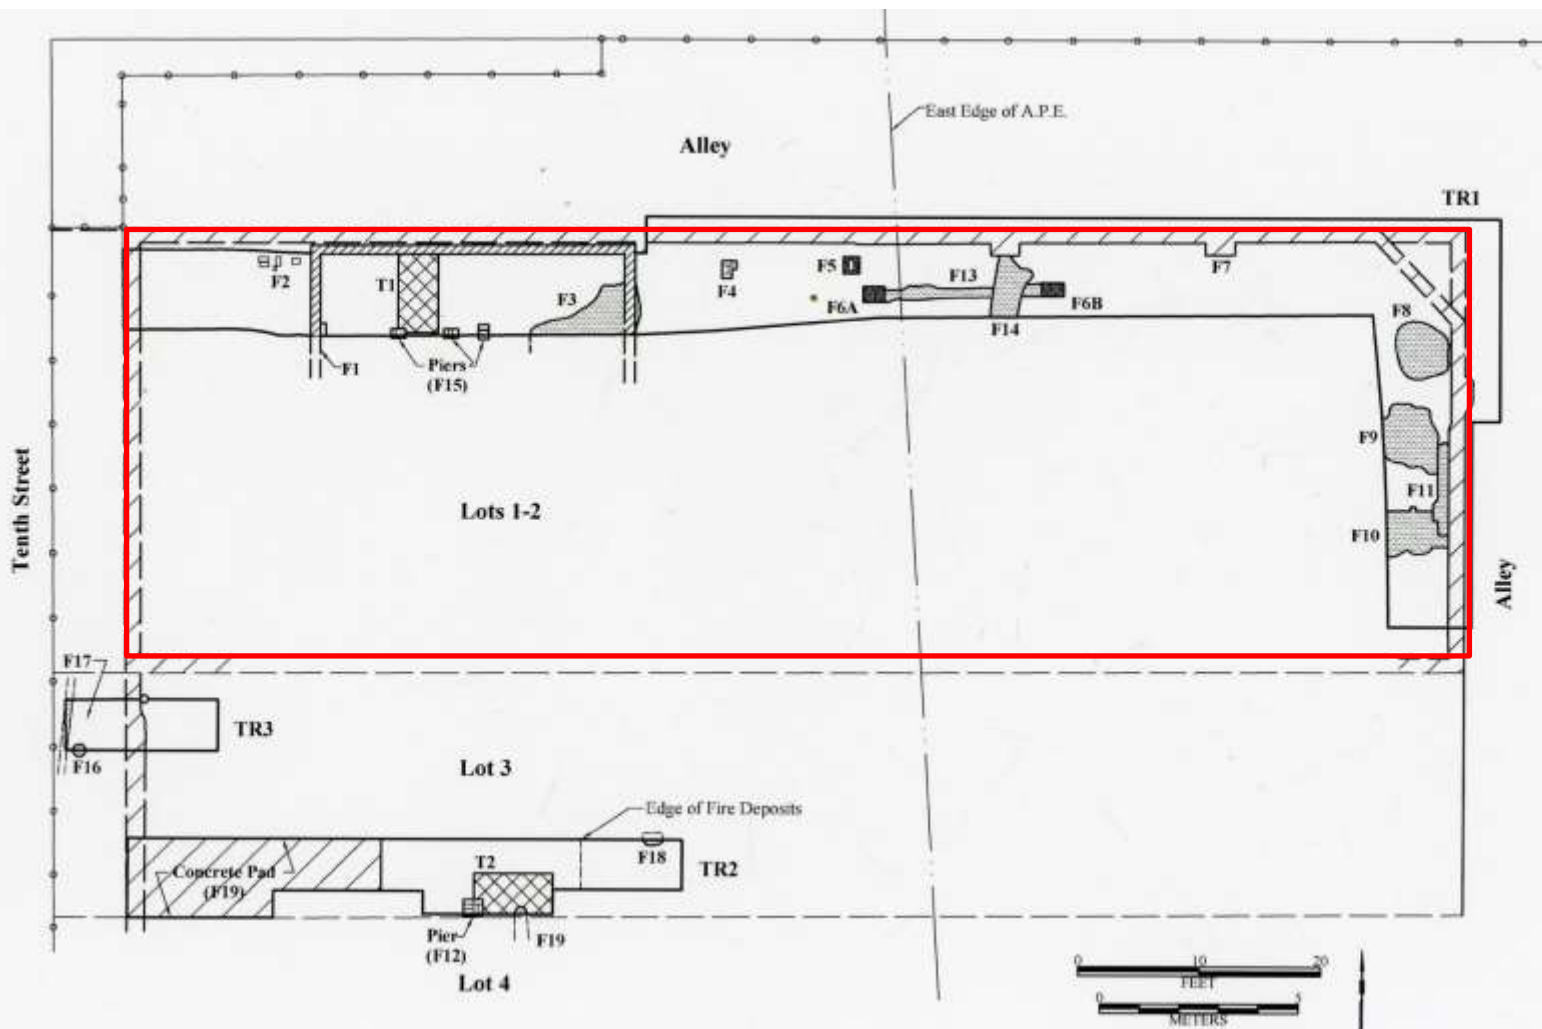 East Edge of A.P.E.
Alley
TR1
F2
T1
F3
F4
F5
F6A
F13
F14
F6B
F7
F8
F1
Piers
(F15)
F9
F11
F10
Tenth Street
Lots 1-2
Alley
F17
TR3
F16
Lot 3
Edge of Fire Deposits
Concrete Pad
(F19)
T2
F18
TR2
Pier
(F12)
F19
Lot 4
0 10 20
FEET
0 5
METERS